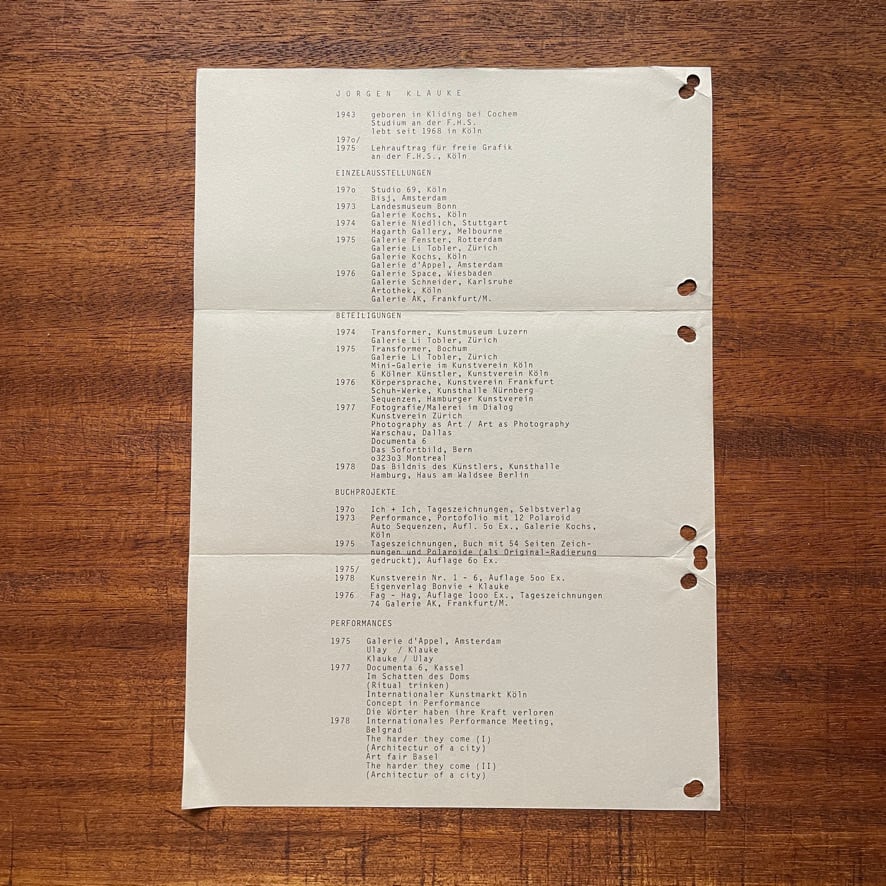 JÜRGEN KLAUKE
1943 geboren in Kliding bei Cochem
Studium an der F.H.S.
lebt seit 1968 in Köln
197o/
1975 Lehrauftrag für freie Grafik
an der F.H.S., Köln
EINZELAUSSTELLUNGEN
197o Studio 69, Köln
Bisj, Amsterdam
1973 Landesmuseum Bonn
Galerie Kochs, Köln
1974 Galerie Niedlich, Stuttgart
Hagarth Gallery, Melbourne
1975 Galerie Fenster, Rotterdam
Galerie Li Tobler, Zürich
Galerie Kochs, Köln
Galerie d'Appel, Amsterdam
1976 Galerie Space, Wiesbaden
Galerie Schneider, Karlsruhe
Artothek, Köln
Galerie AK, Frankfurt/M.
BETEILIGUNGEN
1974 Transformer, Kunstmuseum Luzern
Galerie Li Tobler, Zürich
1975 Transformer, Bochum
Galerie Li Tobler, Zürich
Mini-Galerie im Kunstverein Köln
6 Kölner Künstler, Kunstverein Köln
1976 Körpersprache, Kunstverein Frankfurt
Schuh-Werke, Kunsthalle Nürnberg
Sequenzen, Hamburger Kunstverein
1977 Fotografie/Malerei im Dialog
Kunstverein Zürich
Photography as Art / Art as Photography
Warschau, Dallas
Documenta 6
Das Sofortbild, Bern
o323o3 Montreal
1978 Das Bildnis des Künstlers, Kunsthalle
Hamburg, Haus am Waldsee Berlin
BUCHPROJEKTE
197o Ich + Ich, Tageszeichnungen, Selbstverlag
1973 Performance, Portofolio mit 12 Polaroid
Auto Sequenzen, Aufl. 5o Ex., Galerie Kochs,
Köln
1975 Tageszeichnungen, Buch mit 54 Seiten Zeich-
nungen und Polaroide (als Original-Radierung
gedruckt), Auflage 6o Ex.
1975/
1978 Kunstverein Nr. 1 - 6, Auflage 5oo Ex.
Eigenverlag Bonvie + Klauke
1976 Fag - Hag, Auflage 1ooo Ex., Tageszeichnungen
74 Galerie AK, Frankfurt/M.
PERFORMANCES
1975 Galerie d'Appel, Amsterdam
Ulay / Klauke
Klauke / Ulay
1977 Documenta 6, Kassel
Im Schatten des Doms
(Ritual trinken)
Internationaler Kunstmarkt Köln
Concept in Performance
Die Wörter haben ihre Kraft verloren
1978 Internationales Performance Meeting,
Belgrad
The harder they come (I)
(Architectur of a city)
Art fair Basel
The harder they come (II)
(Architectur of a city)